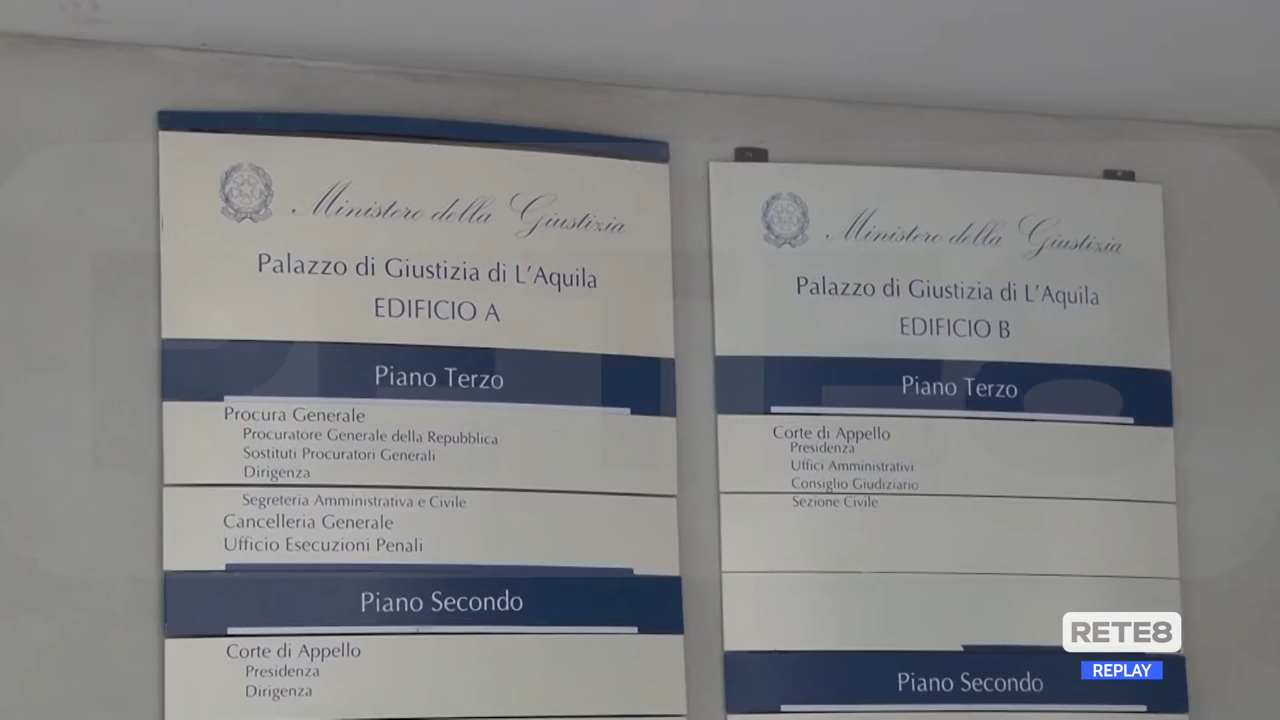 Ministero della Giustizia
Palazzo di Giustizia di L'Aquila
EDIFICIO A
Piano Terzo
Procura Generale
Procuratore Generale della Repubblica
Sostituti Procuratori Generali
Dirigenza
Segreteria Amministrativa e Civile
Cancelleria Generale
Ufficio Esecuzioni Penali
Piano Secondo
Corte di Appello
Presidenza
Dirigenza
Ministero della Giustizia
Palazzo di Giustizia di L'Aquila
EDIFICIO B
Piano Terzo
Corte di Appello
Presidenza
Uffici Amministrativi
Consiglio Giudiziario
Sezione Civile
Piano Secondo
RETE8
REPLAY